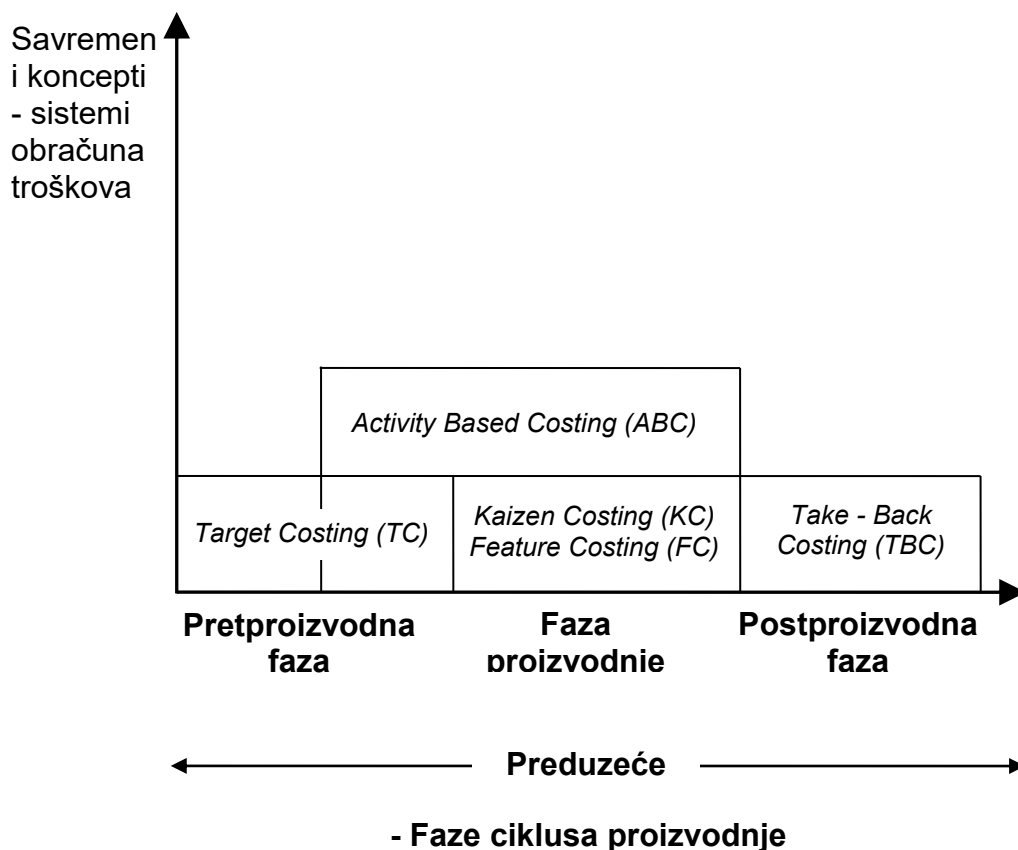 Savremen
i koncepti
- sistemi
obračuna
troškova
Activity Based Costing (ABC)
Target Costing (TC)
Kaizen Costing (KC)
Feature Costing (FC)
Take - Back
Costing (TBC)
Pretproizvodna
faza
Faza
proizvodnje
Postproizvodna
faza
Preduzeće
- Faze ciklusa proizvodnje